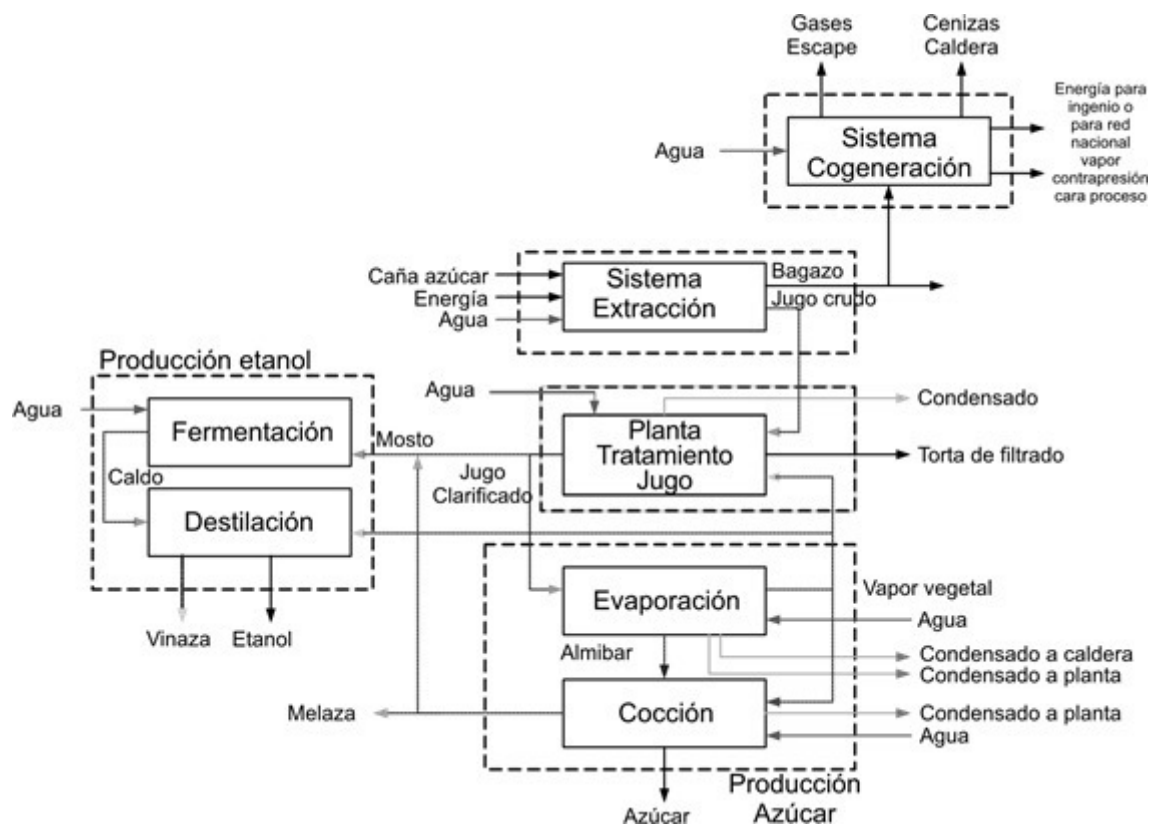 Gases
Escape
Cenizas
Caldera
Energía para
ingenio o
para red
nacional
vapor
contrapresión
cara proceso
Agua
Sistema
Cogeneración
Caña azúcar
Energía
Agua
Sistema
Extracción
Bagazo
Jugo crudo
Producción etanol
Agua
Fermentación
Caldo
Destilación
Vinaza
Etanol
Mosto
Jugo
Clarificado
Agua
Planta
Tratamiento
Jugo
Condensado
Torta de filtrado
Evaporación
Vapor vegetal
Agua
Condensado a caldera
Condensado a planta
Almibar
Cocción
Condensado a planta
Agua
Melaza
Azúcar
Producción
Azúcar